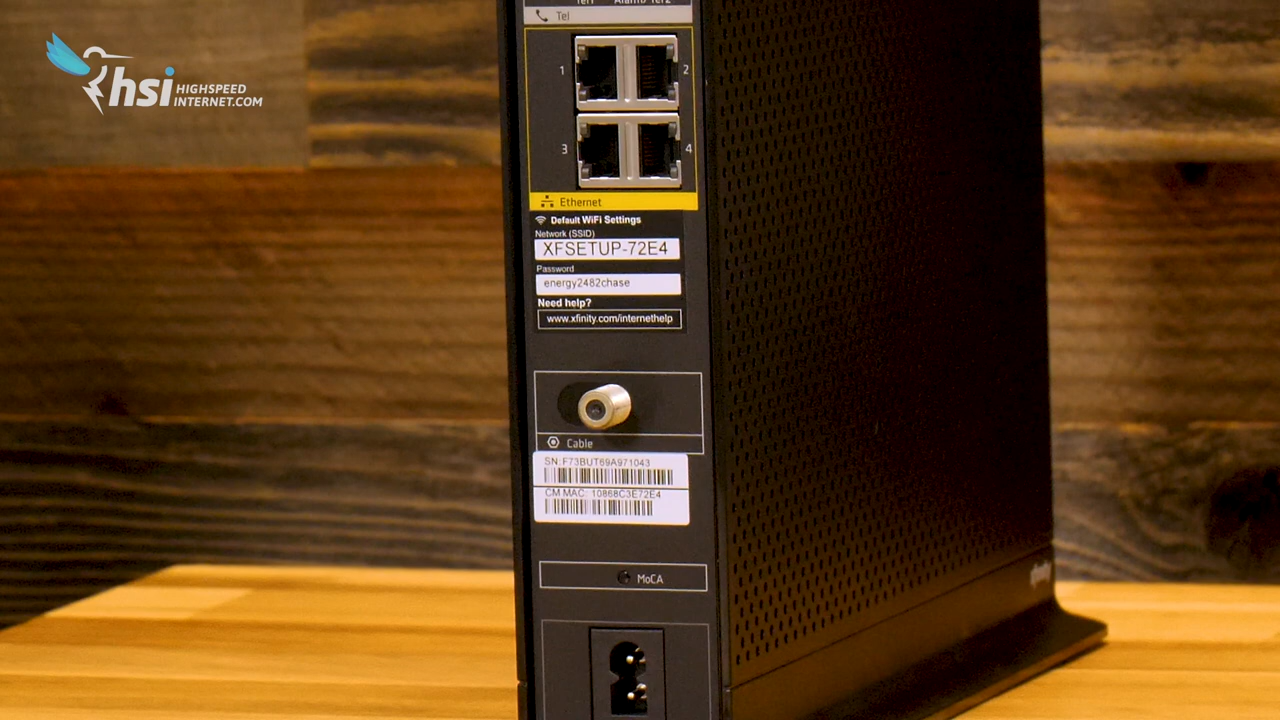 hsi HIGHSPEED
INTERNET.COM
Tel
1
2
3
4
Ethernet
Default WiFi Settings
Network (SSID)
XFSETUP-72E4
Password
energy2482chase
Need help?
www.xfinity.com/internethelp
Cable
SN:F73BUT69A971043
CM MAC: 10868C3E72E4
MoCA
xfinity